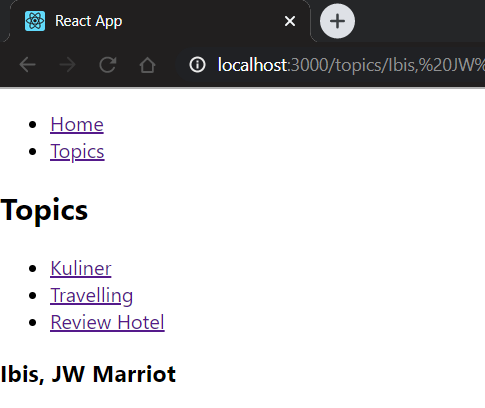 React App
localhost:3000/topics/Ibis,%20JW%
Home
Topics
Topics
Kuliner
Travelling
Review Hotel
Ibis, JW Marriot